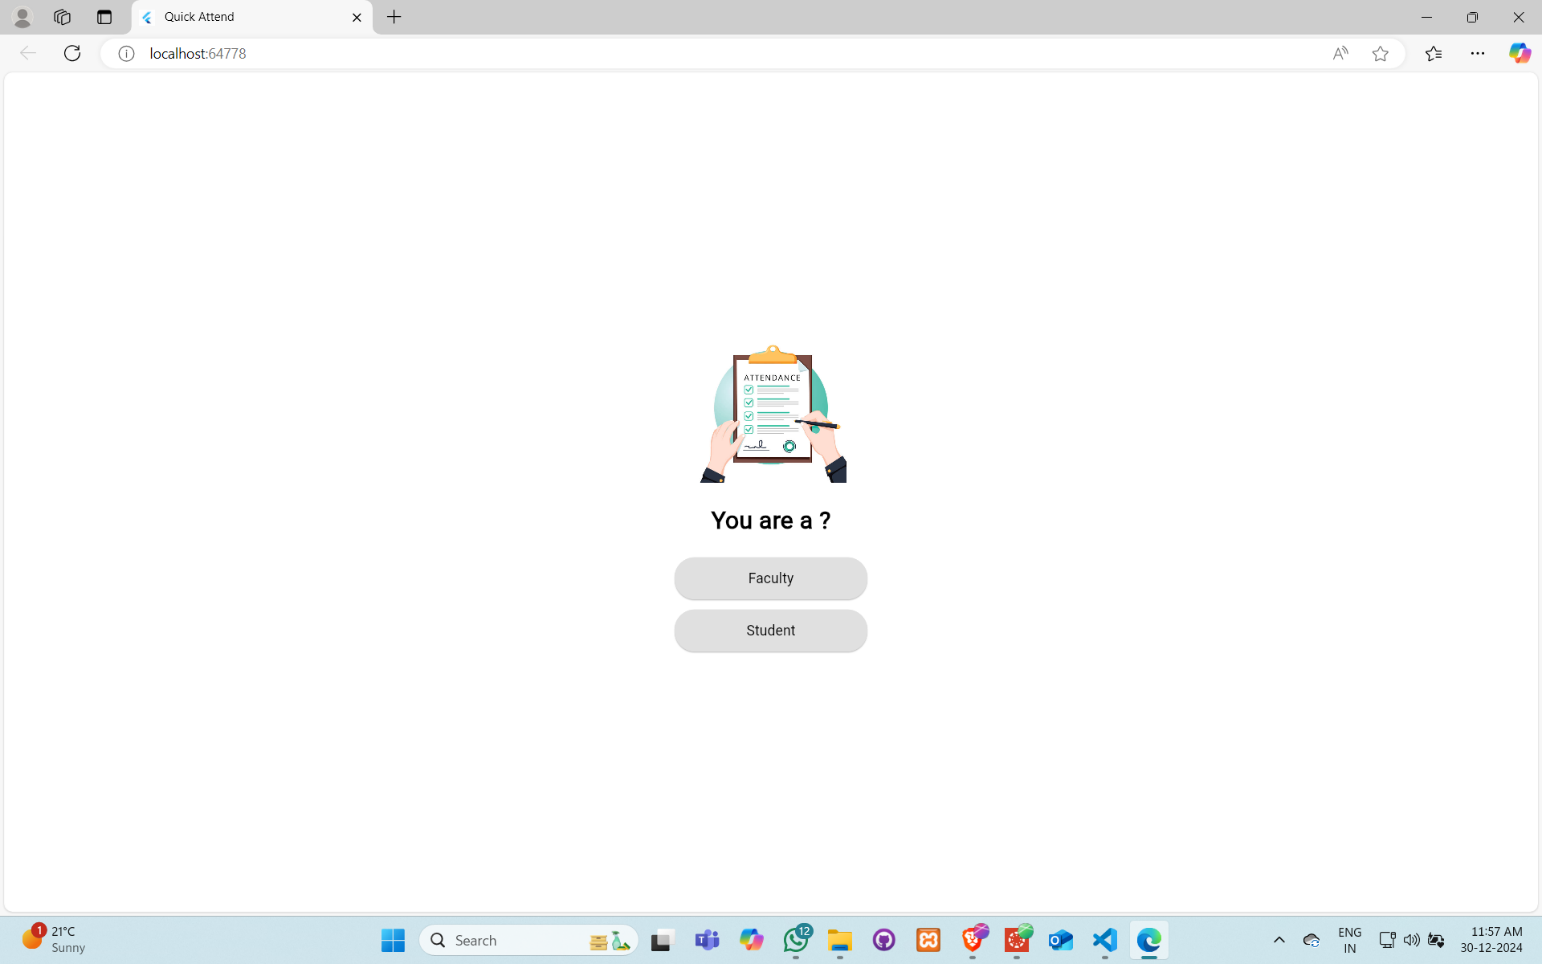 Quick Attend
localhost:64778
ATTENDANCE
You are a ?
Faculty
Student
1
21°C
Sunny
Search
12
ENG
IN
11:57 AM
30-12-2024